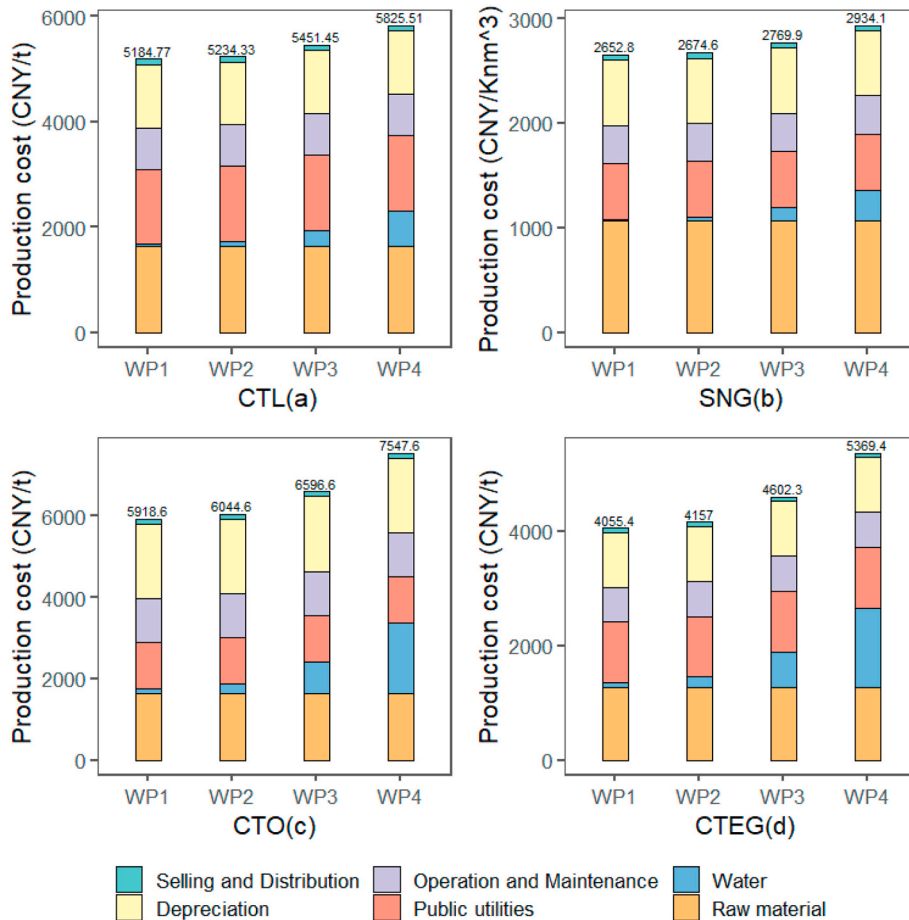 Production cost (CNY/t)
6000
4000
2000
0
5184.77
5234.33
5451.45
5825.51
WP1 WP2 WP3 WP4
CTL(a)
Production cost (CNY/Knm^3)
3000
2000
1000
0
2652.8
2674.6
2769.9
2934.1
WP1 WP2 WP3 WP4
SNG(b)
Production cost (CNY/t)
6000
4000
2000
0
5918.6
6044.6
6596.6
7547.6
WP1 WP2 WP3 WP4
CTO(c)
Production cost (CNY/t)
4000
2000
0
4055.4
4157
4602.3
5369.4
WP1 WP2 WP3 WP4
CTEG(d)
Selling and Distribution
Depreciation
Operation and Maintenance
Public utilities
Water
Raw material